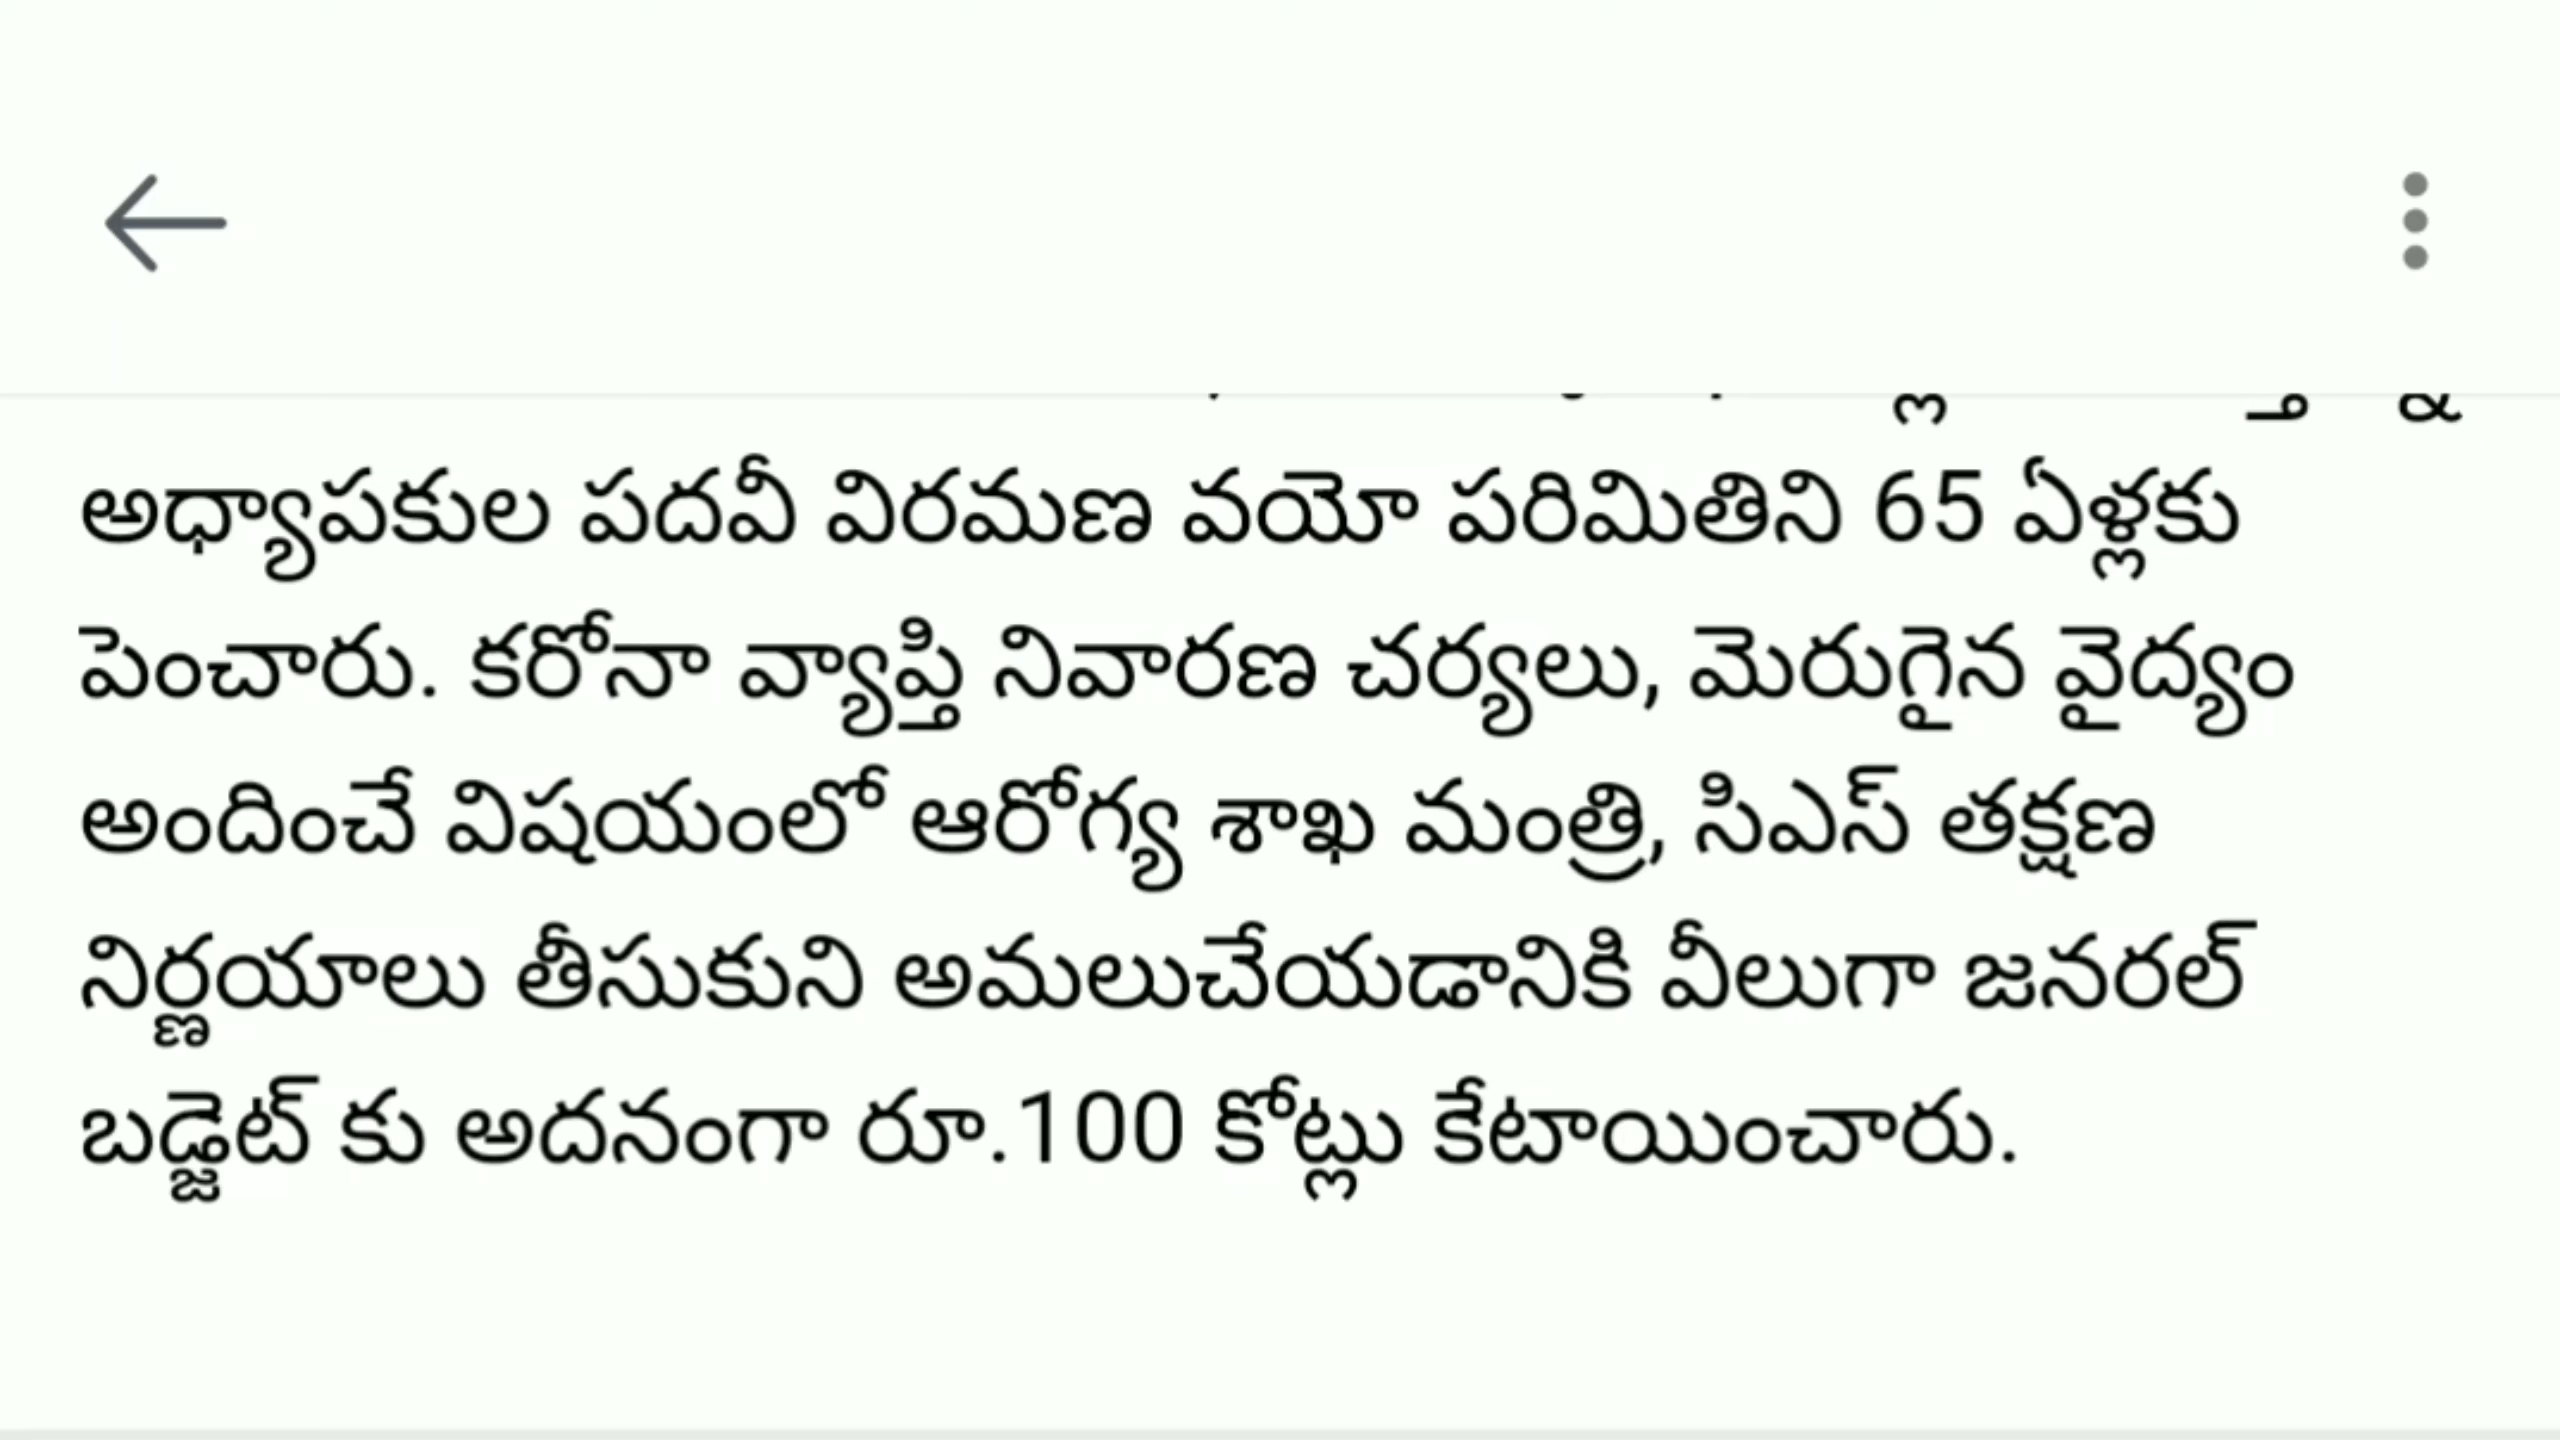 అధ్యాపకుల పదవీ విరమణ వయో పరిమితిని 65 ఏళ్లకు
పెంచారు. కరోనా వ్యాప్తి నివారణ చర్యలు, మెరుగైన వైద్యం
అందించే విషయంలో ఆరోగ్య శాఖ మంత్రి, సిఎస్ తక్షణ
నిర్ణయాలు తీసుకుని అమలుచేయడానికి వీలుగా జనరల్
బడ్జెట్ కు అదనంగా రూ.100 కోట్లు కేటాయించారు.